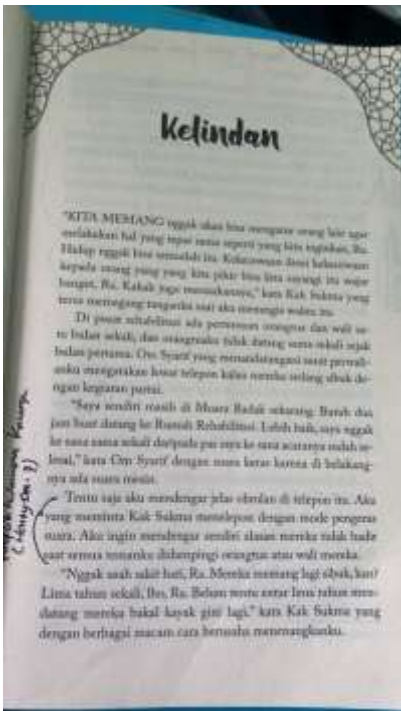 Kelindan
"KITA MEMANG nggak akan bisa mengatur orang lain agar
melakukan hal yang tepat sama seperti yang kita inginkan, Ra.
Hidup nggak bisa semudah itu. Kekecewaan demi kekecewaan
kepada orang yang yang kita pikir bisa kita sayangi itu wajar
banget, Ra. Kakak juga merasakannya," kata Kak Sukma yang
terus memegang tanganku saat aku menangis waktu itu.
Di pusat rehabilitasi ada pertemuan orangtua dan wali se-
tu bulan sekali, dan orangtuaku tidak datang sama sekali sejak
bulan pertama. Om Syarif yang menandatangani surat perwali-
anku mengatakan lewat telepon kalau mereka sedang sibuk de-
ngan kegiatan partai.
"Saya sendiri masih di Muara Badak sekarang. Butuh dua
jam buat datang ke Rumah Rehabilitasi. Lebih baik, saya nggak
ke sana sama sekali daripada pas saya ke sana acaranya sudah se-
lesai," kata Om Syarif dengan suara keras karena di belakang-
nya ada suara mesin.
Tentu saja aku mendengar jelas obrolan di telepon itu. Aku
yang meminta Kak Sukma menelepon dengan mode pengeras
suara. Aku ingin mendengar sendiri alasan mereka tidak hadir
saat semua temanku didampingi orangtua atau wali mereka.
"Nggak usah sakit hati, Ra. Mereka memang lagi sibuk, kan?
Lima tahun sekali, lho, Ra. Belum tentu entar lima tahun men-
datang mereka bakal kayak gini lagi," kata Kak Sukma yang
dengan berbagai macam cara berusaha menenangkanku.